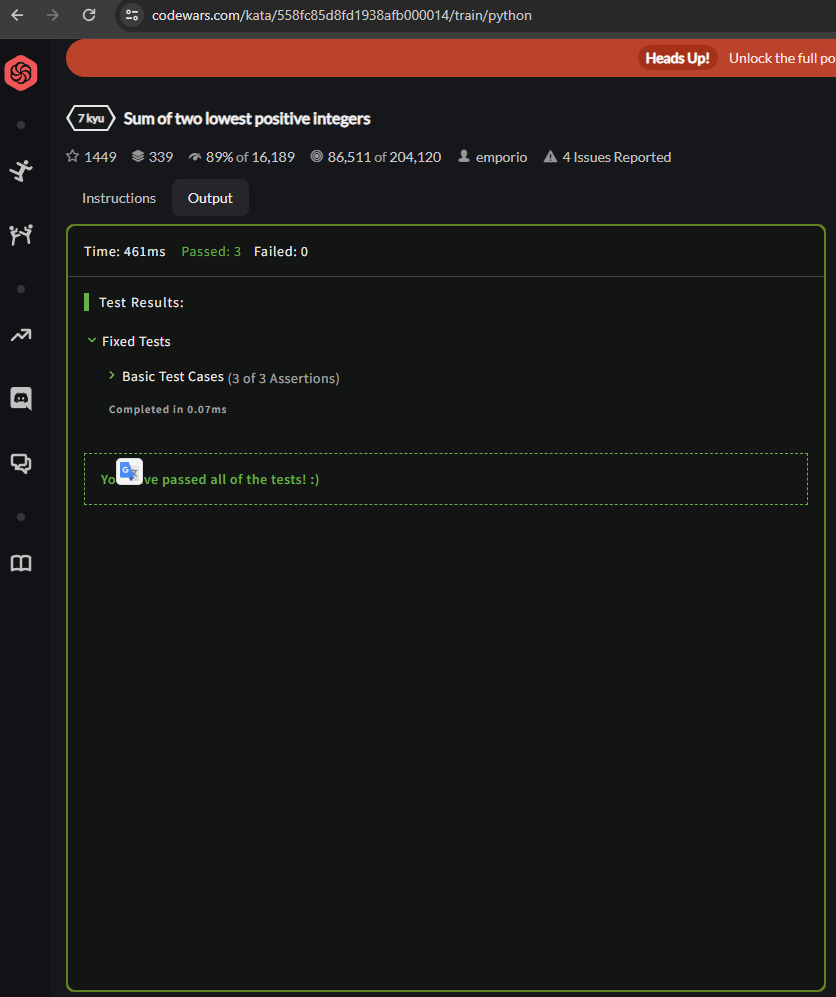 codewars.com/kata/558fc85d8fd1938afb000014/train/python
Heads Up! Unlock the full po
7 kyu Sum of two lowest positive integers
1449 339 89% of 16,189 86,511 of 204,120 emporio 4 Issues Reported
Instructions Output
Time: 461ms Passed: 3 Failed: 0
Test Results:
Fixed Tests
Basic Test Cases (3 of 3 Assertions)
Completed in 0.07ms
Yo ve passed all of the tests! :)